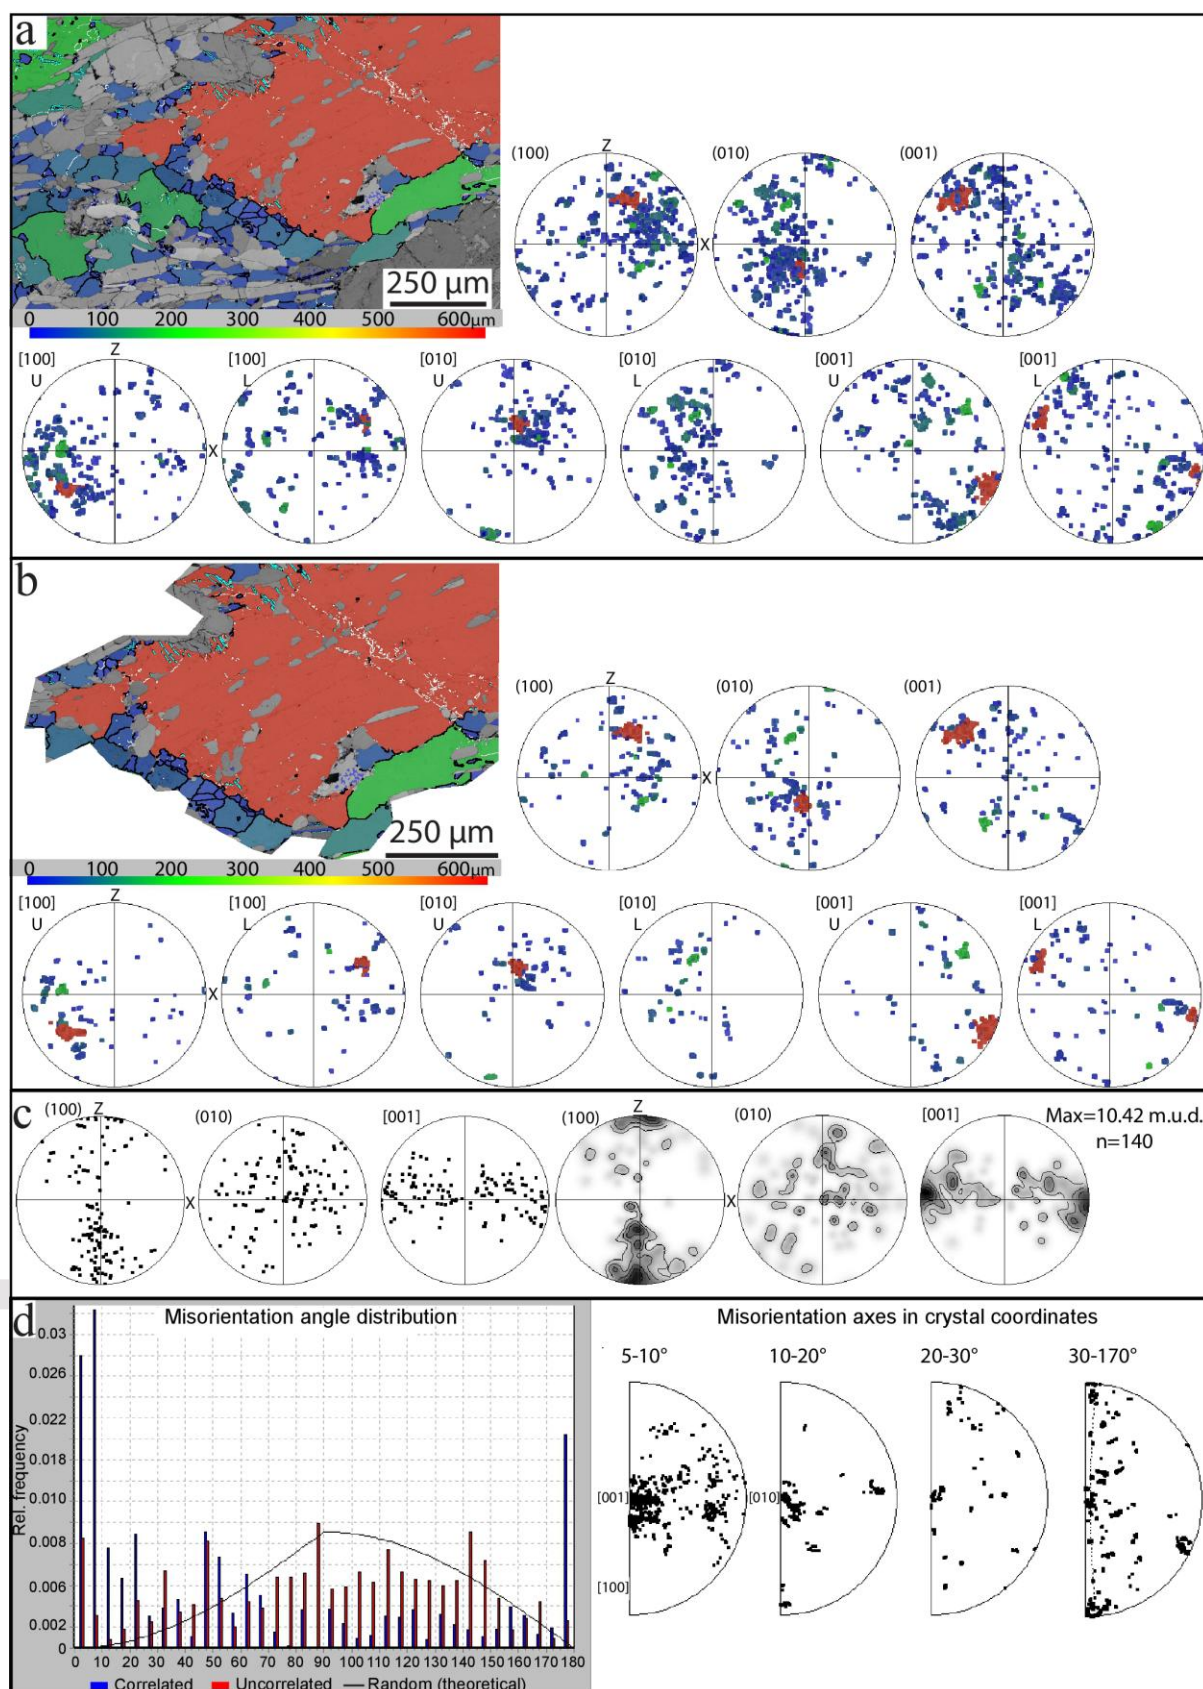 a
250 µm
0 100 200 300 400 500 600µm
(100) Z (010) (001)
X
[100] Z [100] [010] [010] [001] [001]
U L U L U L
X
b
250 µm
0 100 200 300 400 500 600µm
(100) Z (010) (001)
X
[100] Z [100] [010] [010] [001] [001]
U L U L U L
X
c
(100) Z (010) [001] (100) Z (010) [001] Max=10.42 m.u.d.
n=140
X X
d
Misorientation angle distribution
Rel. frequency
0.03
0.026
0.022
0.018
0.014
0.010
0.008
0.006
0.002
0
0 10 20 30 40 50 60 70 80 90 100 110 120 130 140 150 160 170 180
Correlated Uncorrelated Random (theoretical)
Misorientation axes in crystal coordinates
5-10° 10-20° 20-30° 30-170°
[001] [010]
[100]